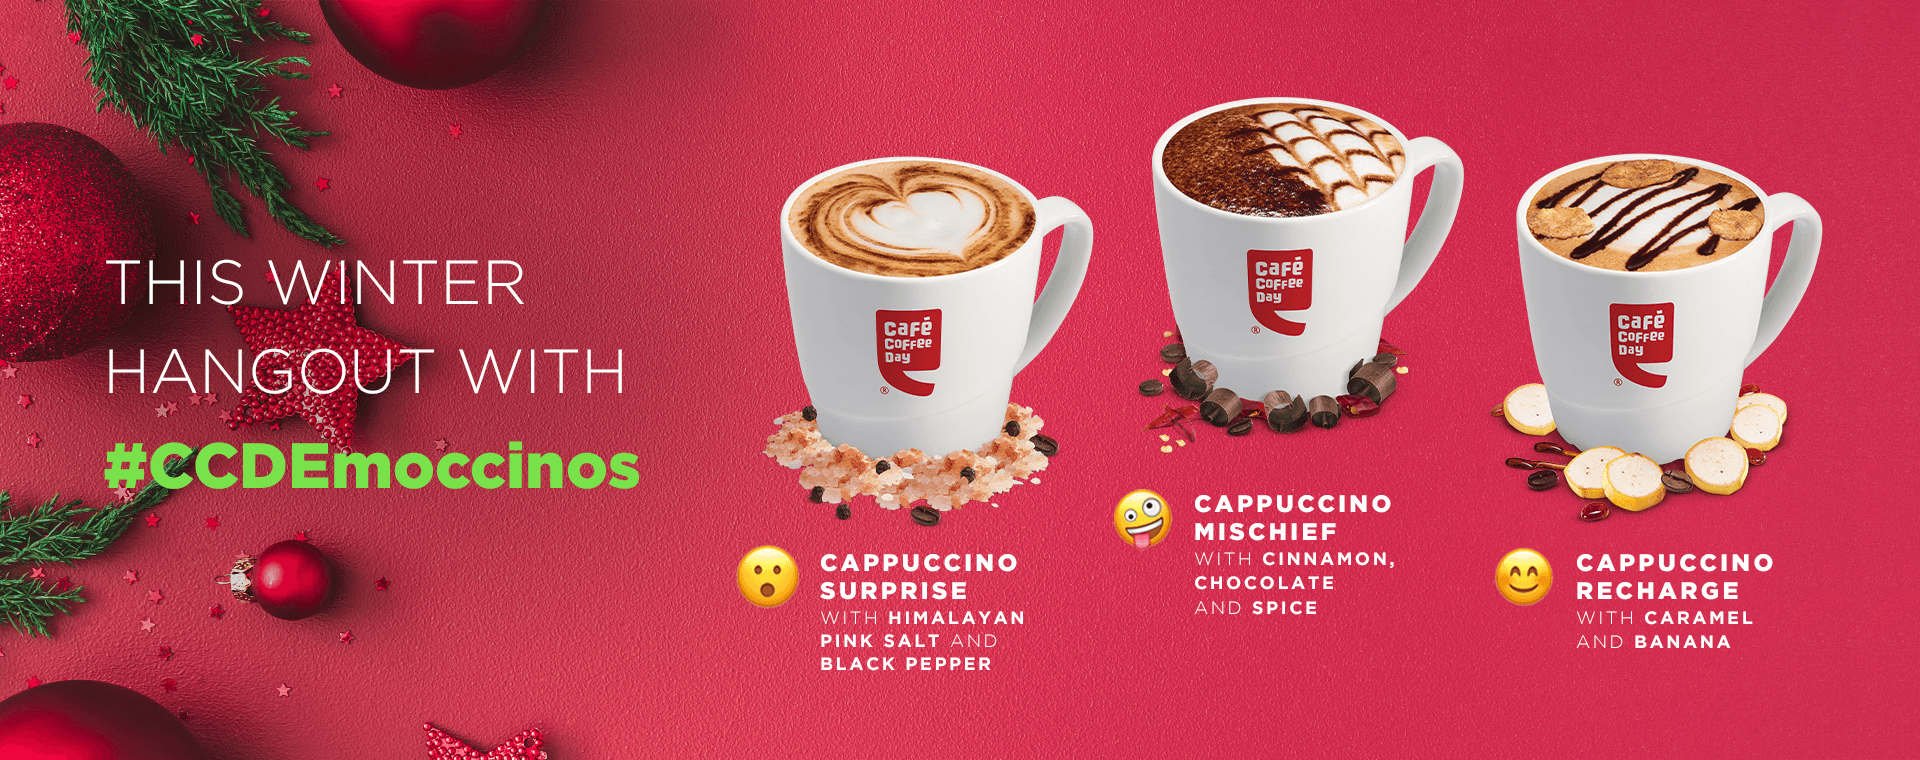 THIS WINTER
HANGOUT WITH
#CCDEmoccinos
Café
Coffee
Day
®
CAPPUCCINO
SURPRISE
WITH HIMALAYAN
PINK SALT AND
BLACK PEPPER
Café
Coffee
Day
®
CAPPUCCINO
MISCHIEF
WITH CINNAMON,
CHOCOLATE
AND SPICE
Café
Coffee
Day
®
CAPPUCCINO
RECHARGE
WITH CARAMEL
AND BANANA